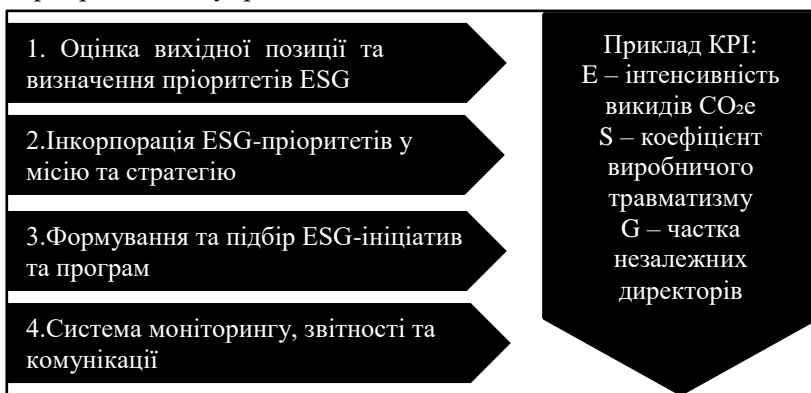 1. Оцінка вихідної позиції та
визначення пріоритетів ESG
2.Інкорпорація ESG-пріоритетів у
місію та стратегію
3.Формування та підбір ESG-ініціатив
та програм
4.Система моніторингу, звітності та
комунікації
Приклад KPI:
E – інтенсивність
викидів CO₂e
S – коефіцієнт
виробничого
травматизму
G – частка
незалежних
директорів